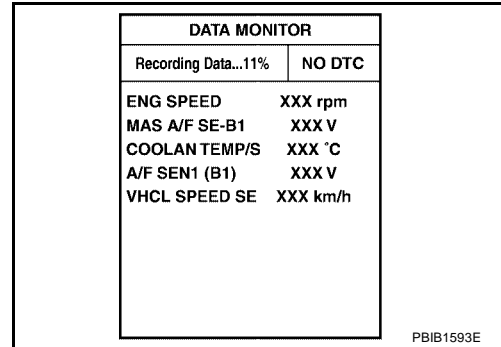 DATA MONITOR
Recording Data...11% NO DTC
ENG SPEED XXX rpm
MAS A/F SE-B1 XXX V
COOLAN TEMP/S XXX °C
A/F SEN1 (B1) XXX V
VHCL SPEED SE XXX km/h
PBIB1593E